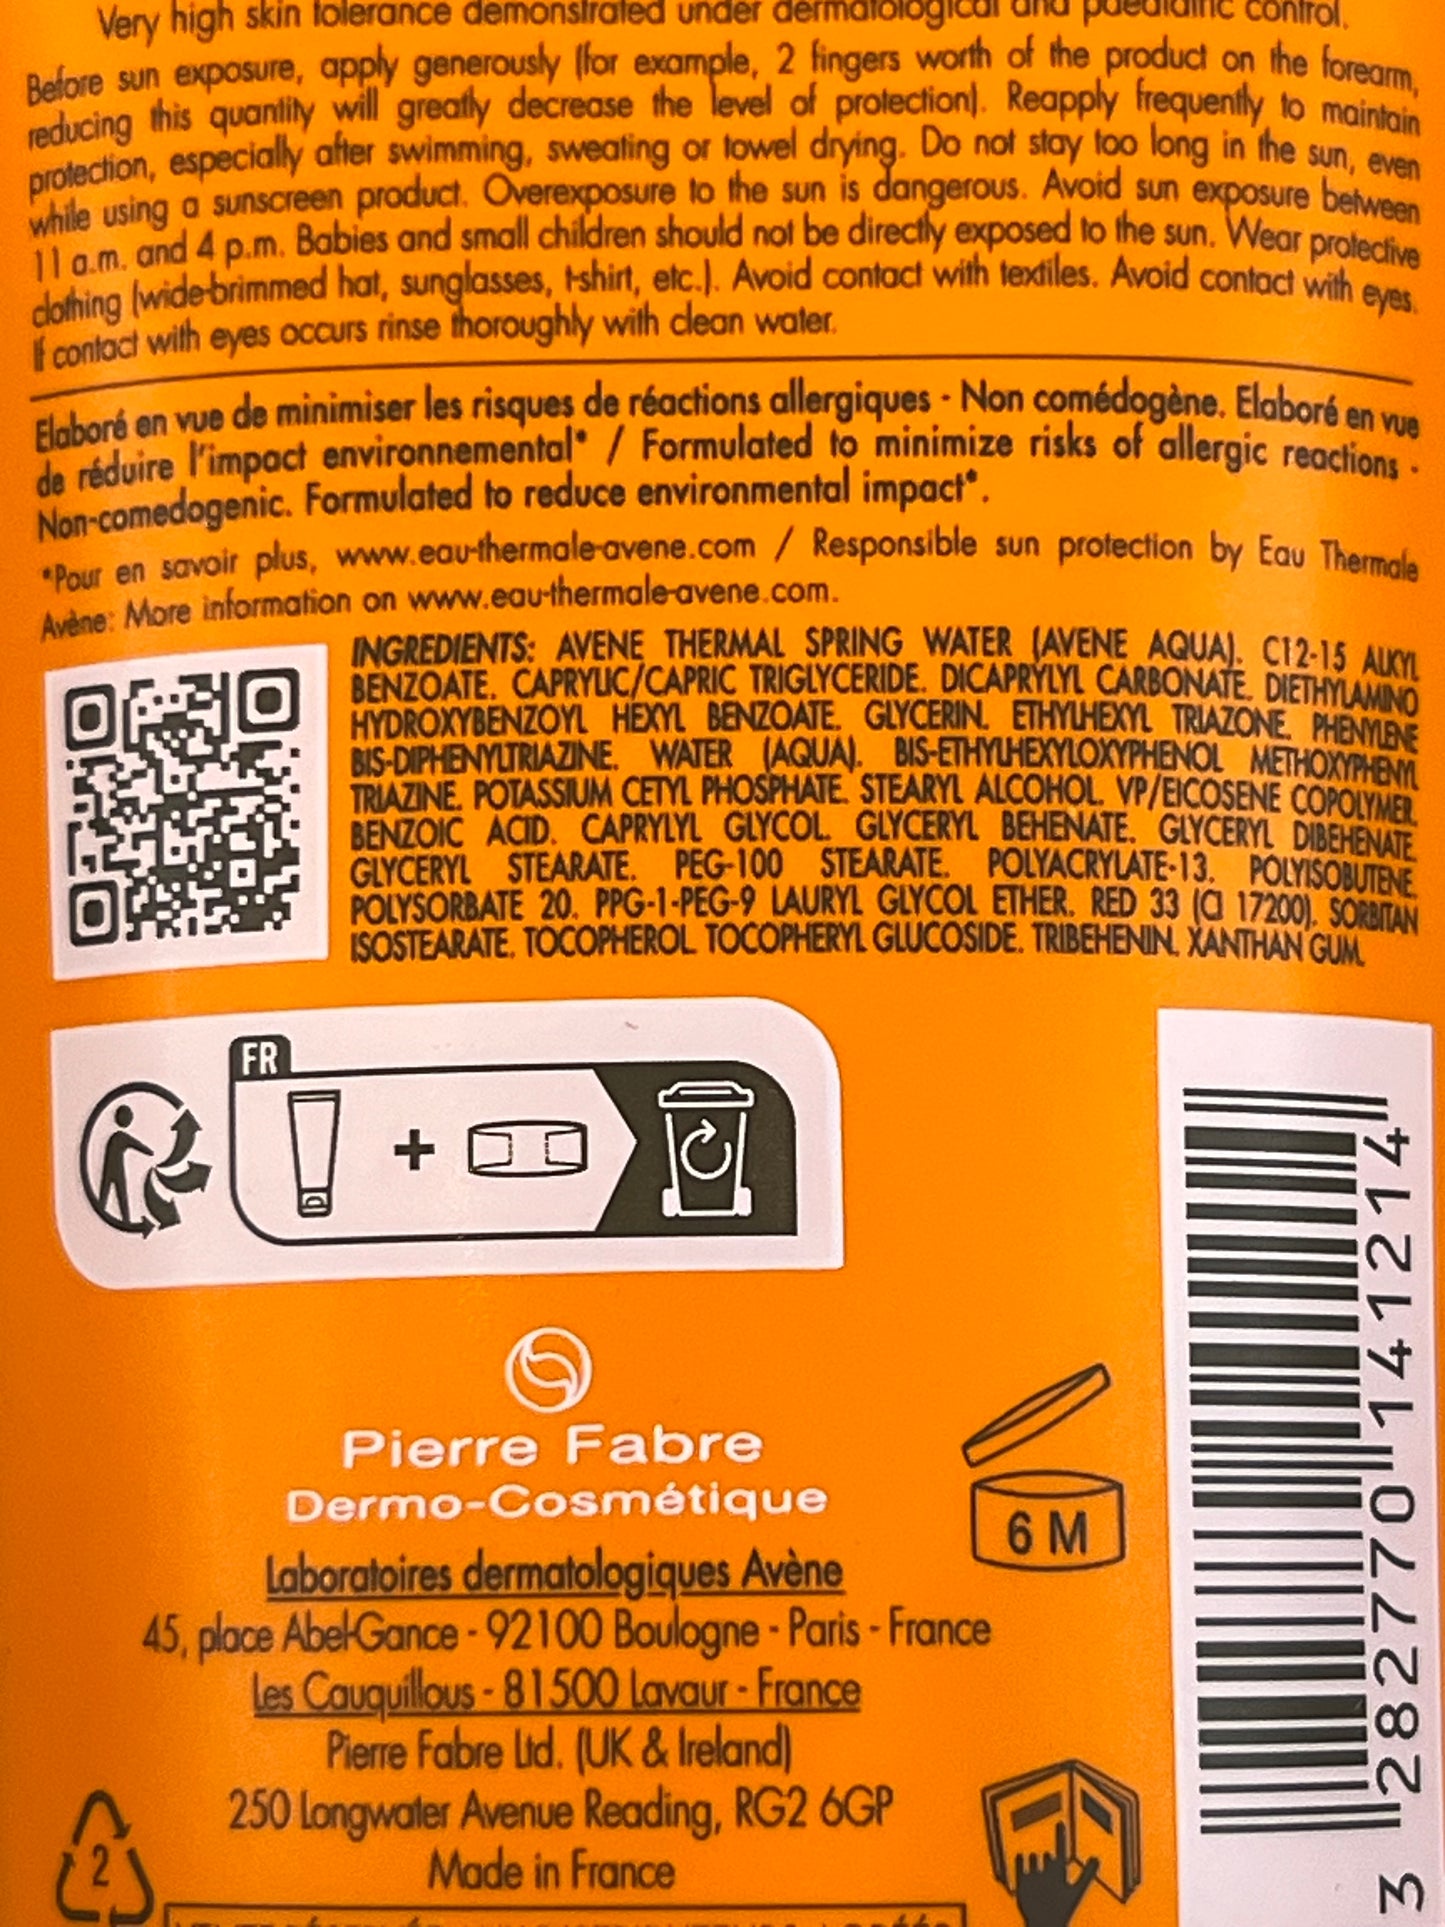 Very high skin tolerance demonstrated under dermatological and paediatric control.
Before sun exposure, apply generously (for example, 2 fingers worth of the product on the forearm,
reducing this quantity will greatly decrease the level of protection). Reapply frequently to maintain
protection, especially after swimming, sweating or towel drying. Do not stay too long in the sun, even
while using a sunscreen product. Overexposure to the sun is dangerous. Avoid sun exposure between
11 a.m. and 4 p.m. Babies and small children should not be directly exposed to the sun. Wear protective
clothing (wide-brimmed hat, sunglasses, t-shirt, etc.). Avoid contact with textiles. Avoid contact with eyes.
If contact with eyes occurs rinse thoroughly with clean water.
Elaboré en vue de minimiser les risques de réactions allergiques - Non comédogène. Elaboré en vue
de réduire l'impact environnemental* / Formulated to minimize risks of allergic reactions -
Non-comedogenic. Formulated to reduce environmental impact*.
*Pour en savoir plus, www.eau-thermale-avene.com / Responsible sun protection by Eau Thermale
Avène: More information on www.eau-thermale-avene.com.
INGREDIENTS: AVENE THERMAL SPRING WATER (AVENE AQUA). C12-15 ALKYL
BENZOATE. CAPRYLIC/CAPRIC TRIGLYCERIDE. DICAPRYLYL CARBONATE. DIETHYLAMINO
HYDROXYBENZOYL HEXYL BENZOATE. GLYCERIN. ETHYLHEXYL TRIAZONE. PHENYLENE
BIS-DIPHENYLTRIAZINE. WATER (AQUA). BIS-ETHYLHEXYLOXYPHENOL METHOXYPHENYL
TRIAZINE. POTASSIUM CETYL PHOSPHATE. STEARYL ALCOHOL. VP/EICOSENE COPOLYMER.
BENZOIC ACID. CAPRYLYL GLYCOL. GLYCERYL BEHENATE. GLYCERYL DIBEHENATE.
GLYCERYL STEARATE. PEG-100 STEARATE. POLYACRYLATE-13. POLYISOBUTENE.
POLYSORBATE 20. PPG-1-PEG-9 LAURYL GLYCOL ETHER. RED 33 (CI 17200). SORBITAN
ISOSTEARATE. TOCOPHEROL. TOCOPHERYL GLUCOSIDE. TRIBEHENIN. XANTHAN GUM.
FR
Pierre Fabre
Dermo-Cosmétique
6 M
Laboratoires dermatologiques Avène
45, place Abel-Gance - 92100 Boulogne - Paris - France
Les Cauquillous - 81500 Lavaur - France
Pierre Fabre Ltd. (UK & Ireland)
250 Longwater Avenue Reading, RG2 6GP
Made in France
2
3 282770 141214